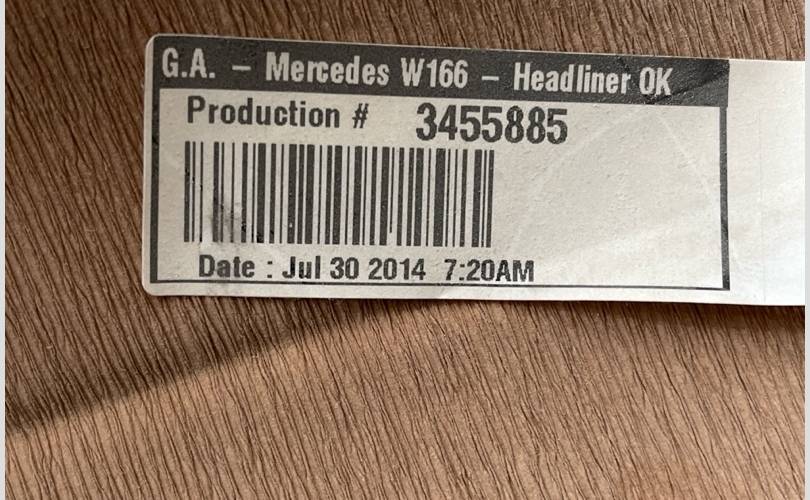 G.A. – Mercedes W166 – Headliner OK
Production # 3455885
Date : Jul 30 2014 7:20AM